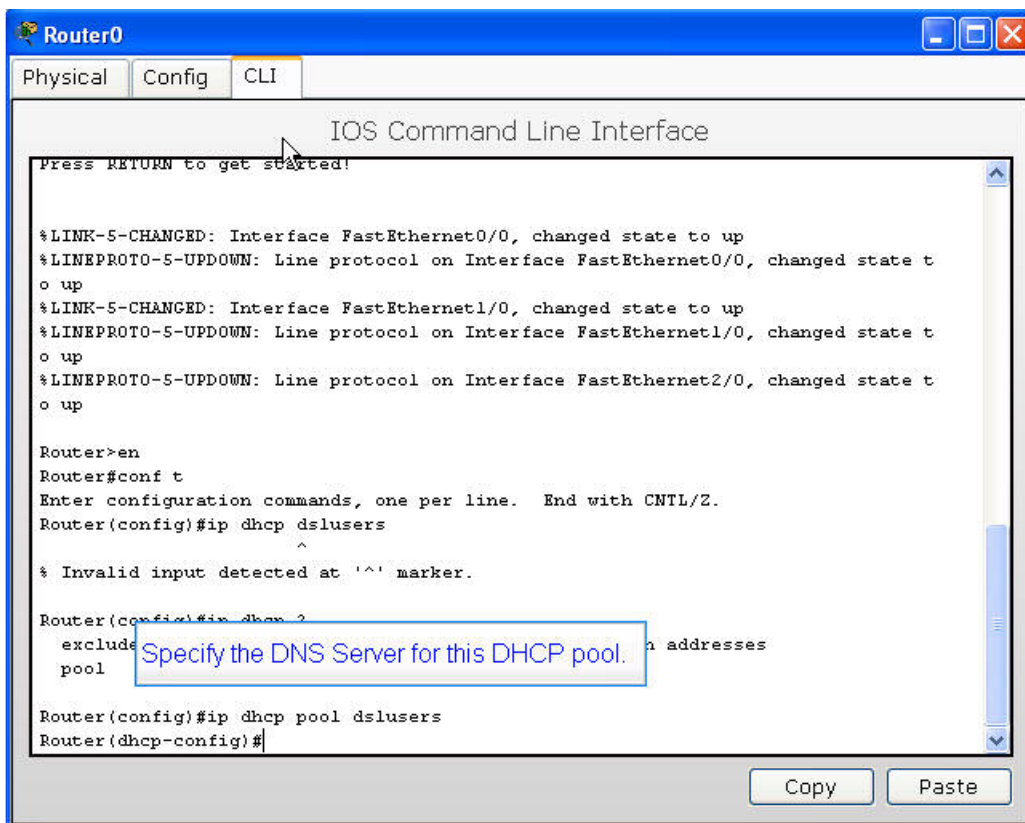 Router0
Physical
Config
CLI
IOS Command Line Interface
Press RETURN to get started!
%LINK-5-CHANGED: Interface FastEthernet0/0, changed state to up
%LINEPROTO-5-UPDOWN: Line protocol on Interface FastEthernet0/0, changed state t
o up
%LINK-5-CHANGED: Interface FastEthernet1/0, changed state to up
%LINEPROTO-5-UPDOWN: Line protocol on Interface FastEthernet1/0, changed state t
o up
%LINEPROTO-5-UPDOWN: Line protocol on Interface FastEthernet2/0, changed state t
o up
Router>en
Router#conf t
Enter configuration commands, one per line.  End with CNTL/Z.
Router(config)#ip dhcp dslusers
^
% Invalid input detected at '^' marker.
Router(config)#ip dhcp ?
exclude
addresses
Specify the DNS Server for this DHCP pool.
pool
Router(config)#ip dhcp pool dslusers
Router(dhcp-config)#
Copy
Paste